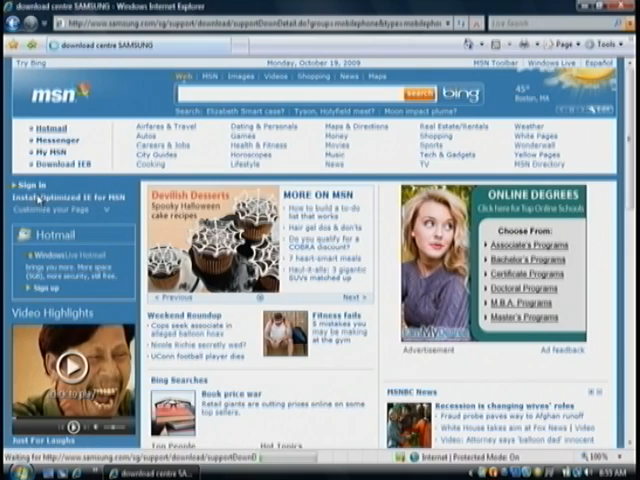 download centre SAMSUNG - Windows Internet Explorer
http://www.samsung.com/sg/support/download/supportDownDetail.do?group=mobilephone&type=mobilephon
Live Search
download centre SAMSUNG
Page
Tools
Try Bing
Monday, October 19, 2009
MSN Toolbar
Windows Live
Español
msn
Web
MSN
Images
Videos
Shopping
News
Maps
search
bing
45°
Boston, MA
Search: Elizabeth Smart case? | Tyson, Holyfield meet? | Moon impact plume?
Edit
Hotmail
Messenger
My MSN
Download IE8
Airfares & Travel
Autos
Careers & Jobs
City Guides
Cooking
Dating & Personals
Games
Health & Fitness
Horoscopes
Lifestyle
Maps & Directions
Money
Movies
Music
News
Real Estate/Rentals
Shopping
Sports
Tech & Gadgets
TV
Weather
White Pages
Wonderwall
Yellow Pages
MSN Directory
Sign in
Install Optimized IE for MSN
Customize your Page
Hotmail
Windows Live Hotmail
brings you more. More space
(5GB), more security, still free.
Sign up
Video Highlights
click to play
Just For Laughs
Devilish Desserts
Spooky Halloween
cake recipes
Previous
Next
MORE ON MSN
How to build a to-do
list that works
Hair gel dos & don'ts
Do you qualify for a
COBRA discount?
7 heart-smart meals
Haul-it-alls: 3 gigantic
SUVs matched up
Weekend Roundup
Cops seek associate in
alleged balloon hoax
Nicole Richie secretly wed?
UConn football player dies
Fitness fails
5 mistakes you
may be making
at the gym
Bing Searches
Book price war
Retail giants are cutting prices online on some
top sellers.
Top People
Hot Topics
ONLINE DEGREES
Click here for Top Online Schools
Choose From:
Associate's Programs
Bachelor's Programs
Certificate Programs
Doctoral Programs
M.B.A. Programs
Master's Programs
Advertisement
Ad feedback
MSNBC News
Recession is changing wives' roles
Fraud probe paves way to Afghan runoff
White House takes aim at Fox News | Video
Video: Attorney says 'balloon dad' innocent
Waiting for http://www.samsung.com/sg/support/download/supportDownD
Internet | Protected Mode: On
100%
download centre SA...
8:55 AM